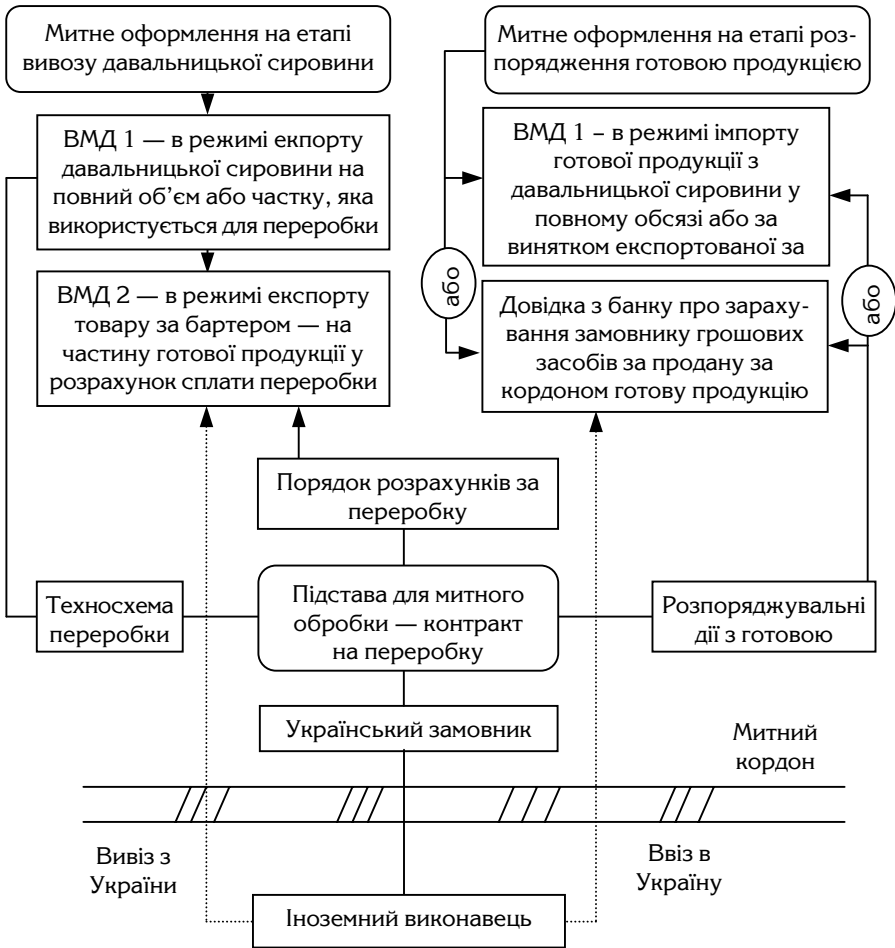 Митне оформлення на етапі
вивозу давальницької сировини
Митне оформлення на етапі роз-
порядження готовою продукцією
ВМД 1 — в режимі екпорту
давальницької сировини на
повний об’єм або частку, яка
використується для переробки
ВМД 1 – в режимі імпорту
готової продукції з
давальницької сировини у
повному обсязі або за
винятком експортованої за
або
або
ВМД 2 — в режимі експорту
товару за бартером — на
частину готової продукції у
розрахунок сплати переробки
Довідка з банку про зараху-
вання замовнику грошових
засобів за продану за
кордоном готову продукцію
Порядок розрахунків за
переробку
Техносхема
переробки
Підстава для митного
обробки — контракт
на переробку
Розпоряджувальні
дії з готовою
Український замовник
Митний
кордон
Вивіз з
України
Ввіз в
Україну
Іноземний виконавець